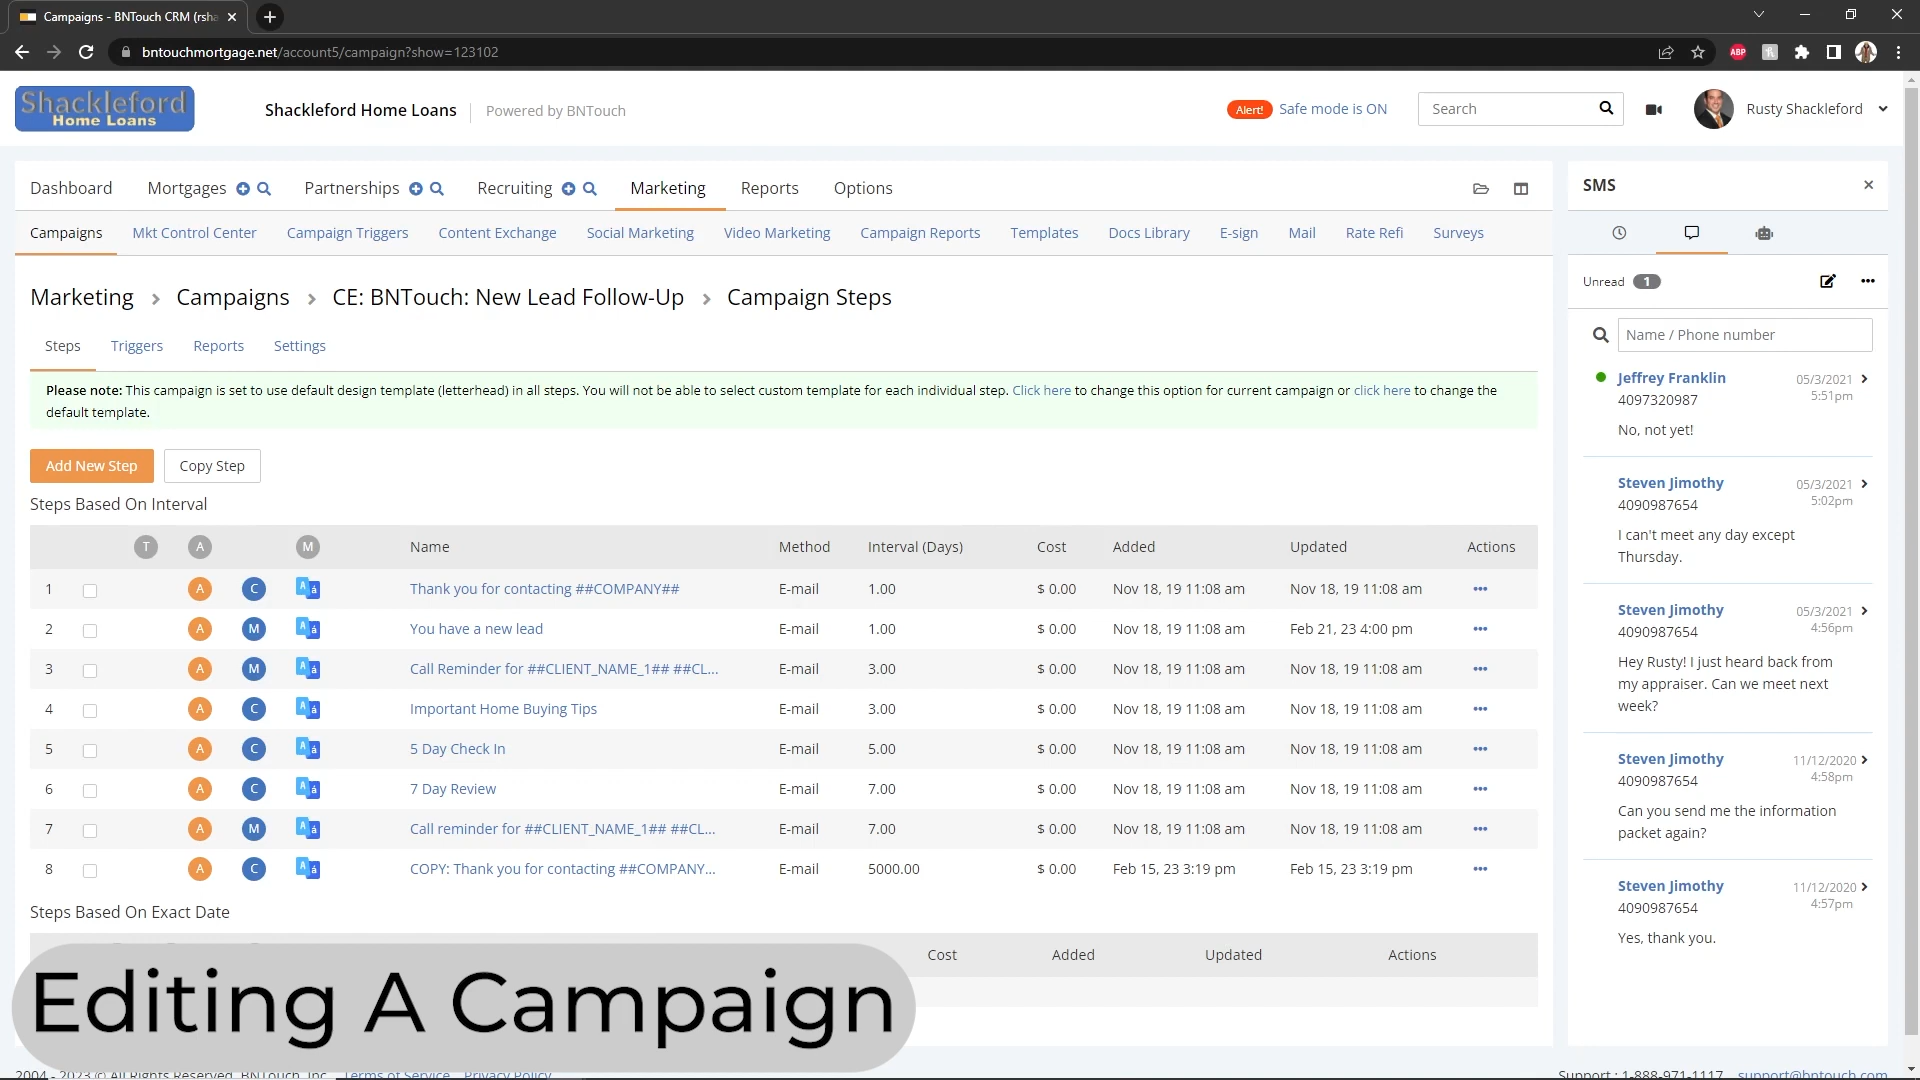 Campaigns - BNTouch CRM (rsha
bntouchmortgage.net/account5/campaign?show=123102
ABP
Shackleford
Home Loans
Shackleford Home Loans
Powered by BNTouch
Alert! Safe mode is ON
Search
Rusty Shackleford
Dashboard Mortgages Partnerships Recruiting Marketing Reports Options
Campaigns Mkt Control Center Campaign Triggers Content Exchange Social Marketing Video Marketing Campaign Reports Templates Docs Library E-sign Mail Rate Refi Surveys
Marketing > Campaigns > CE: BNTouch: New Lead Follow-Up > Campaign Steps
Steps Triggers Reports Settings
Please note: This campaign is set to use default design template (letterhead) in all steps. You will not be able to select custom template for each individual step. Click here to change this option for current campaign or click here to change the
default template.
Add New Step Copy Step
Steps Based On Interval
T A M Name Method Interval (Days) Cost Added Updated Actions
1 A C Thank you for contacting ##COMPANY## E-mail 1.00 $ 0.00 Nov 18, 19 11:08 am Nov 18, 19 11:08 am
2 A M You have a new lead E-mail 1.00 $ 0.00 Nov 18, 19 11:08 am Feb 21, 23 4:00 pm
3 A M Call Reminder for ##CLIENT_NAME_1## ##CL... E-mail 3.00 $ 0.00 Nov 18, 19 11:08 am Nov 18, 19 11:08 am
4 A C Important Home Buying Tips E-mail 3.00 $ 0.00 Nov 18, 19 11:08 am Nov 18, 19 11:08 am
5 A C 5 Day Check In E-mail 5.00 $ 0.00 Nov 18, 19 11:08 am Nov 18, 19 11:08 am
6 A C 7 Day Review E-mail 7.00 $ 0.00 Nov 18, 19 11:08 am Nov 18, 19 11:08 am
7 A M Call reminder for ##CLIENT_NAME_1## ##CL... E-mail 7.00 $ 0.00 Nov 18, 19 11:08 am Nov 18, 19 11:08 am
8 A C COPY: Thank you for contacting ##COMPANY... E-mail 5000.00 $ 0.00 Feb 15, 23 3:19 pm Feb 15, 23 3:19 pm
Steps Based On Exact Date
Cost Added Updated Actions
Editing A Campaign
2004 - 2023 © All Rights Reserved. BNTouch, Inc. Terms of Service Privacy Policy
SMS
Unread 1
Name / Phone number
Jeffrey Franklin 05/3/2021
4097320987 5:51pm
No, not yet!
Steven Jimothy 05/3/2021
4090987654 5:02pm
I can't meet any day except
Thursday.
Steven Jimothy 05/3/2021
4090987654 4:56pm
Hey Rusty! I just heard back from
my appraiser. Can we meet next
week?
Steven Jimothy 11/12/2020
4090987654 4:58pm
Can you send me the information
packet again?
Steven Jimothy 11/12/2020
4090987654 4:57pm
Yes, thank you.
Support : 1-888-971-1117 support@bntouch.com